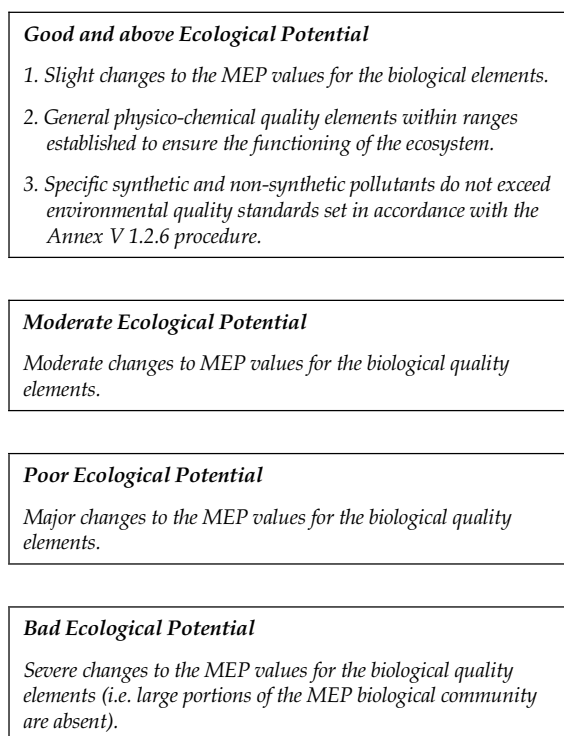 Good and above Ecological Potential
1. Slight changes to the MEP values for the biological elements.
2. General physico-chemical quality elements within ranges
established to ensure the functioning of the ecosystem.
3. Specific synthetic and non-synthetic pollutants do not exceed
environmental quality standards set in accordance with the
Annex V 1.2.6 procedure.
Moderate Ecological Potential
Moderate changes to MEP values for the biological quality
elements.
Poor Ecological Potential
Major changes to the MEP values for the biological quality
elements.
Bad Ecological Potential
Severe changes to the MEP values for the biological quality
elements (i.e. large portions of the MEP biological community
are absent).